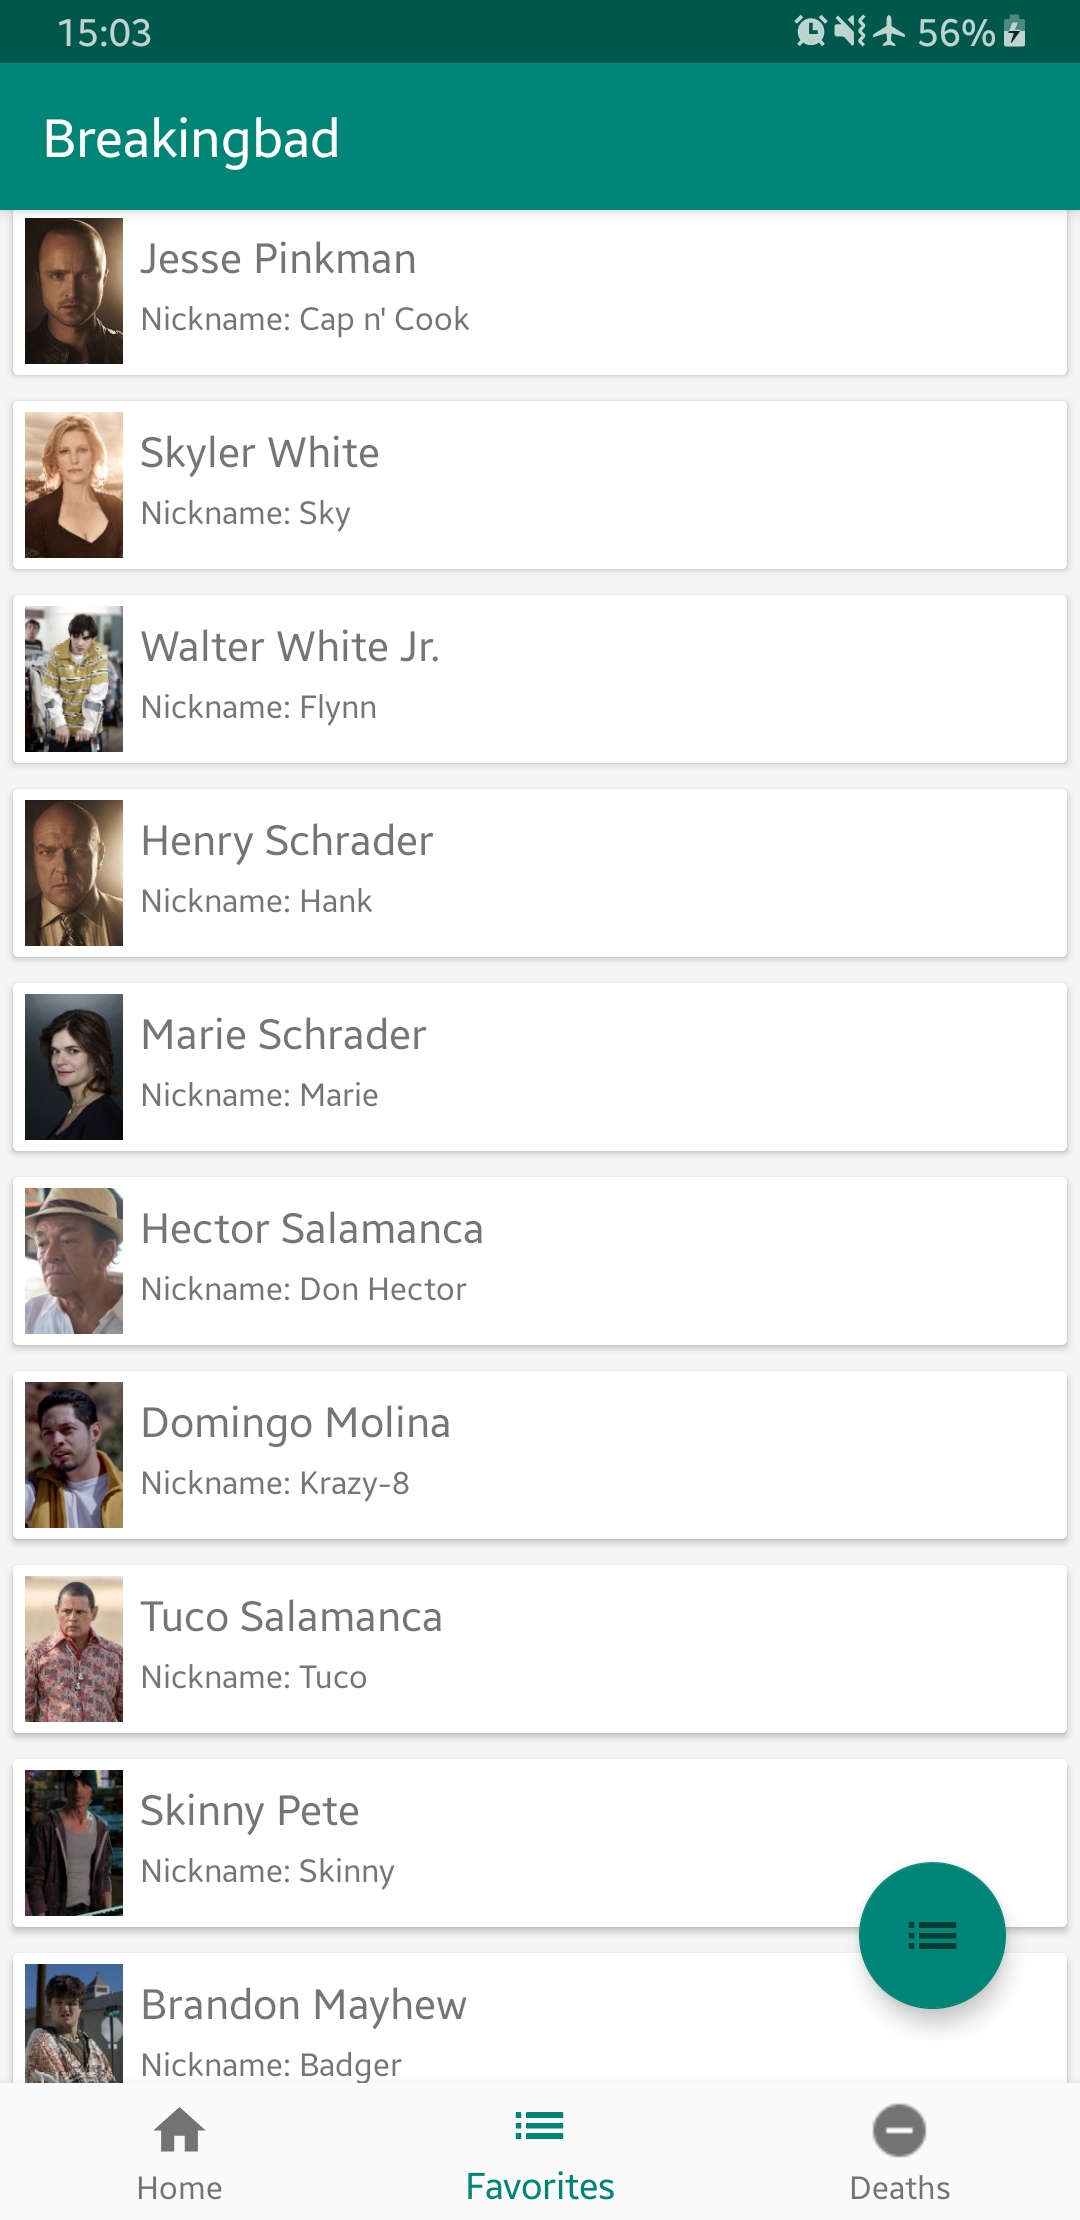 15:03 56%
Breakingbad
Jesse Pinkman
Nickname: Cap n' Cook
Skyler White
Nickname: Sky
Walter White Jr.
Nickname: Flynn
Henry Schrader
Nickname: Hank
Marie Schrader
Nickname: Marie
Hector Salamanca
Nickname: Don Hector
Domingo Molina
Nickname: Krazy-8
Tuco Salamanca
Nickname: Tuco
Skinny Pete
Nickname: Skinny
Brandon Mayhew
Nickname: Badger
Home Favorites Deaths